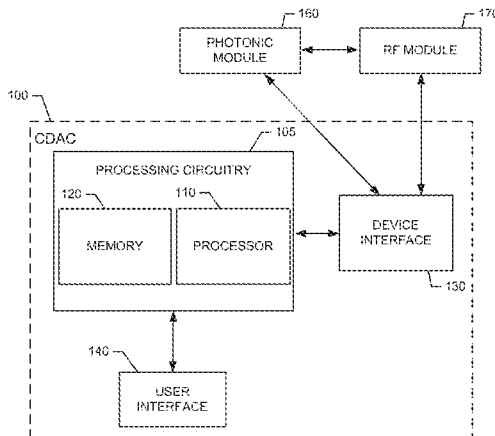 160
PHOTONIC
MODULE
170
RF MODULE
100
CDAC
105
PROCESSING CIRCUITRY
120
MEMORY
110
PROCESSOR
DEVICE
INTERFACE
130
140
USER
INTERFACE